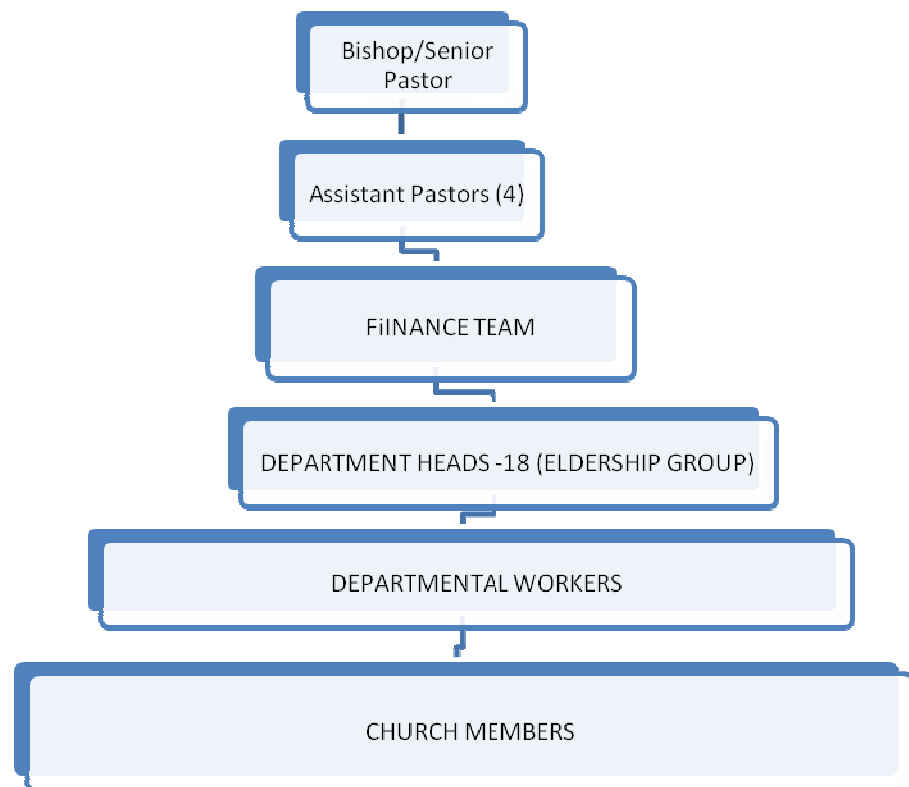 Bishop/Senior
Pastor
Assistant Pastors (4)
FiINANCE TEAM
DEPARTMENT HEADS -18 (ELDERSHIP GROUP)
DEPARTMENTAL WORKERS
CHURCH MEMBERS